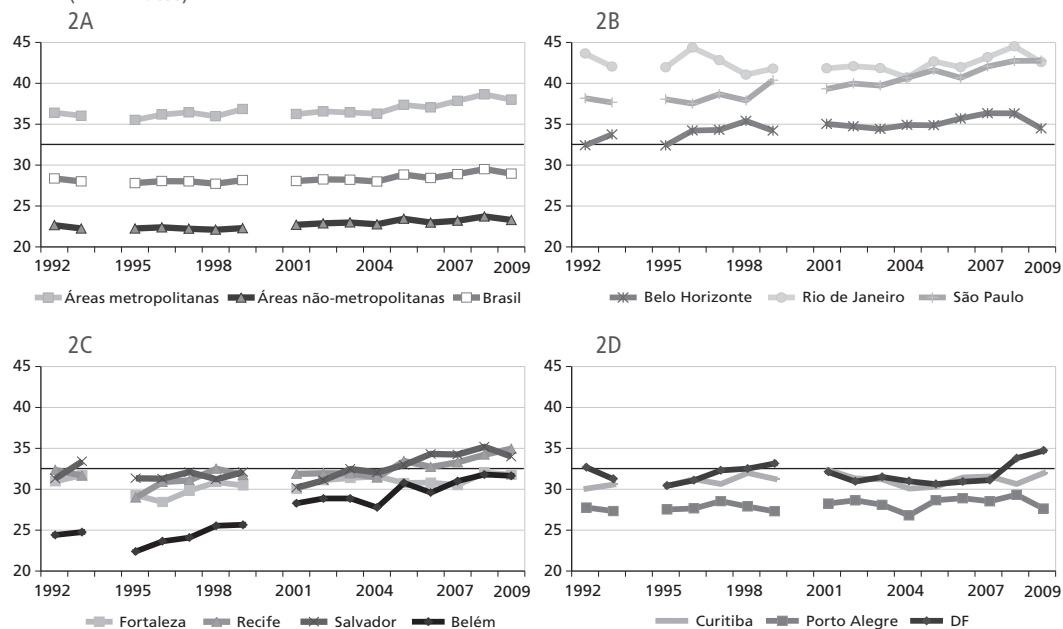 2A
45
40
35
30
25
20
1992 1995 1998 2001 2004 2007 2009
Áreas metropolitanas Áreas não-metropolitanas Brasil
2B
45
40
35
30
25
20
1992 1995 1998 2001 2004 2007 2009
Belo Horizonte Rio de Janeiro São Paulo
2C
45
40
35
30
25
20
1992 1995 1998 2001 2004 2007 2009
Fortaleza Recife Salvador Belém
2D
45
40
35
30
25
20
1992 1995 1998 2001 2004 2007 2009
Curitiba Porto Alegre DF